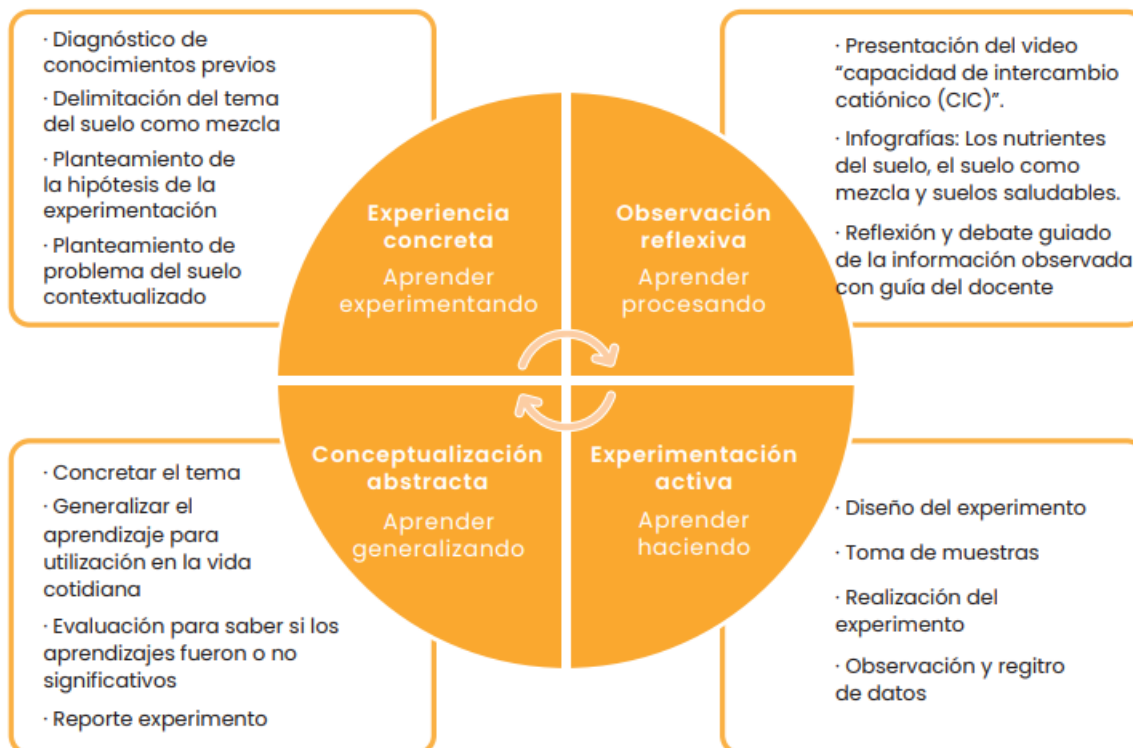 · Diagnóstico de
conocimientos previos
· Delimitación del tema
del suelo como mezcla
· Planteamiento de
la hipótesis de la
experimentación
· Planteamiento de
problema del suelo
contextualizado
· Presentación del video
“capacidad de intercambio
catiónico (CIC)”.
· Infografías: Los nutrientes
del suelo, el suelo como
mezcla y suelos saludables.
· Reflexión y debate guiado
de la información observada
con guía del docente
Experiencia
concreta
Aprender
experimentando
Observación
reflexiva
Aprender
procesando
Conceptualización
abstracta
Aprender
generalizando
Experimentación
activa
Aprender
haciendo
· Concretar el tema
· Generalizar el
aprendizaje para
utilización en la vida
cotidiana
· Evaluación para saber si los
aprendizajes fueron o no
significativos
· Reporte experimento
· Diseño del experimento
· Toma de muestras
· Realización del
experimento
· Observación y regitro
de datos